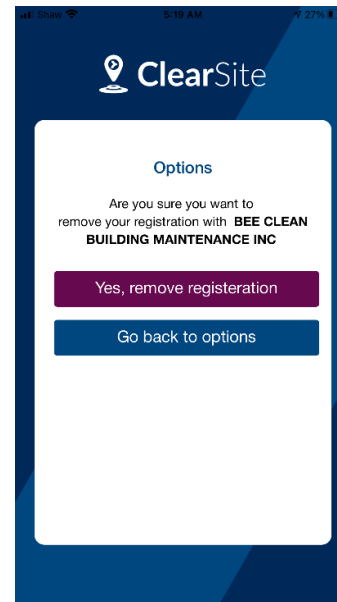 Shaw 5:19 AM 27%
ClearSite
Options
Are you sure you want to
remove your registration with BEE CLEAN
BUILDING MAINTENANCE INC
Yes, remove registeration
Go back to options